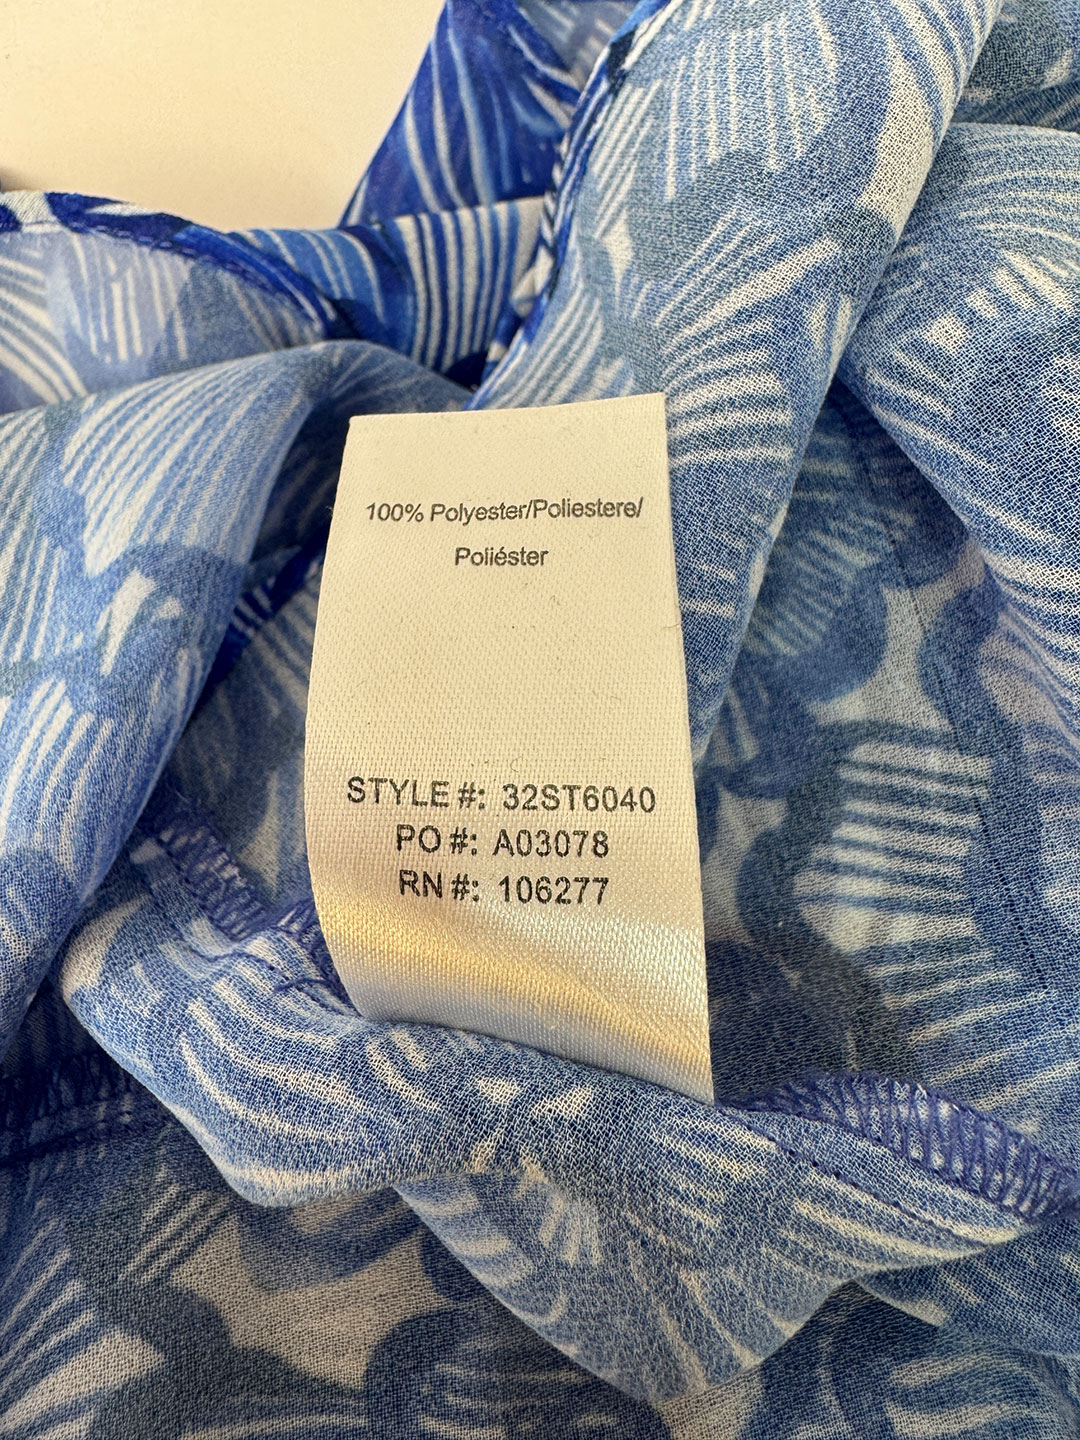 100% Polyester/Poliestere/
Poliéster
STYLE#: 32ST6040
PO#: A03078
RN#: 106277